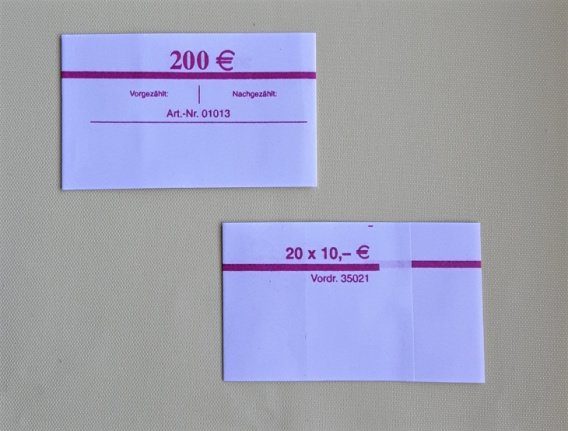 200 €
Vorgezählt: Nachgezählt:
Art.-Nr. 01013
20 x 10,– €
Vordr. 35021